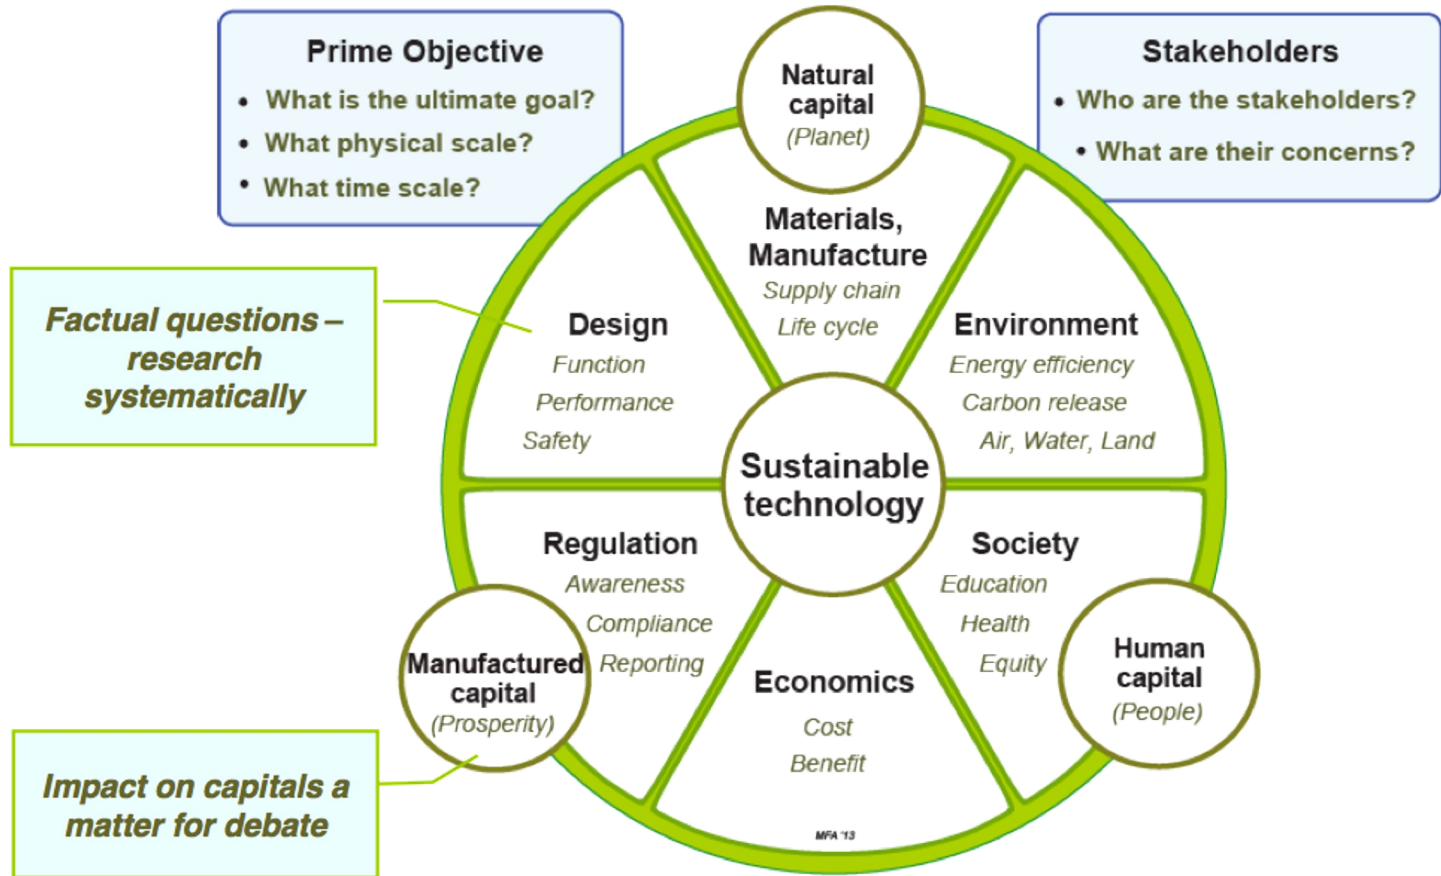 Prime Objective
• What is the ultimate goal?
• What physical scale?
• What time scale?
Natural
capital
(Planet)
Stakeholders
• Who are the stakeholders?
• What are their concerns?
Factual questions –
research
systematically
Design
Function
Performance
Safety
Materials,
Manufacture
Supply chain
Life cycle
Environment
Energy efficiency
Carbon release
Air, Water, Land
Sustainable
technology
Regulation
Awareness
Compliance
Reporting
Manufactured
capital
(Prosperity)
Economics
Cost
Benefit
Society
Education
Health
Equity
Human
capital
(People)
Impact on capitals a
matter for debate
MFA '13